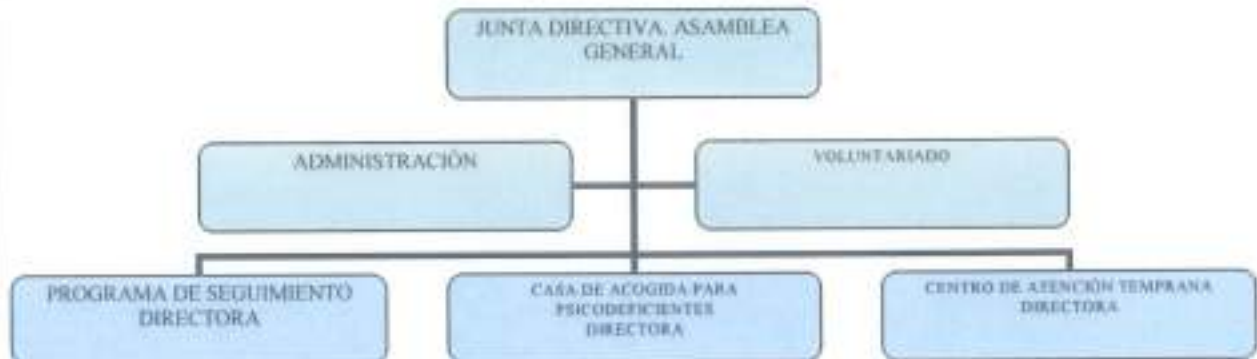 JUNTA DIRECTIVA. ASAMBLEA
GENERAL
ADMINISTRACIÓN
VOLUNTARIADO
PROGRAMA DE SEGUIMIENTO
DIRECTORA
CASA DE ACOGIDA PARA
PSICODEFICIENTES
DIRECTORA
CENTRO DE ATENCIÓN TEMPRANA
DIRECTORA